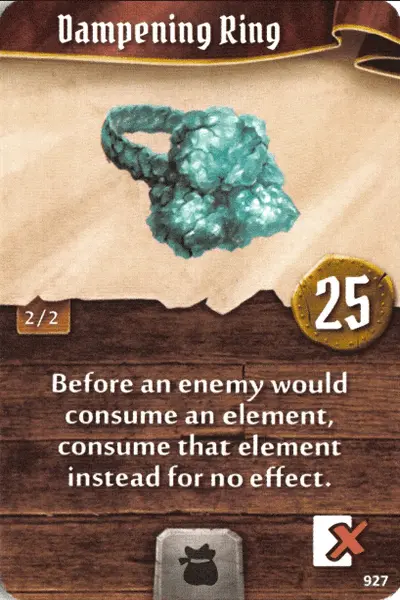 Dampening Ring
2/2
25
Before an enemy would
consume an element,
consume that element
instead for no effect.
927